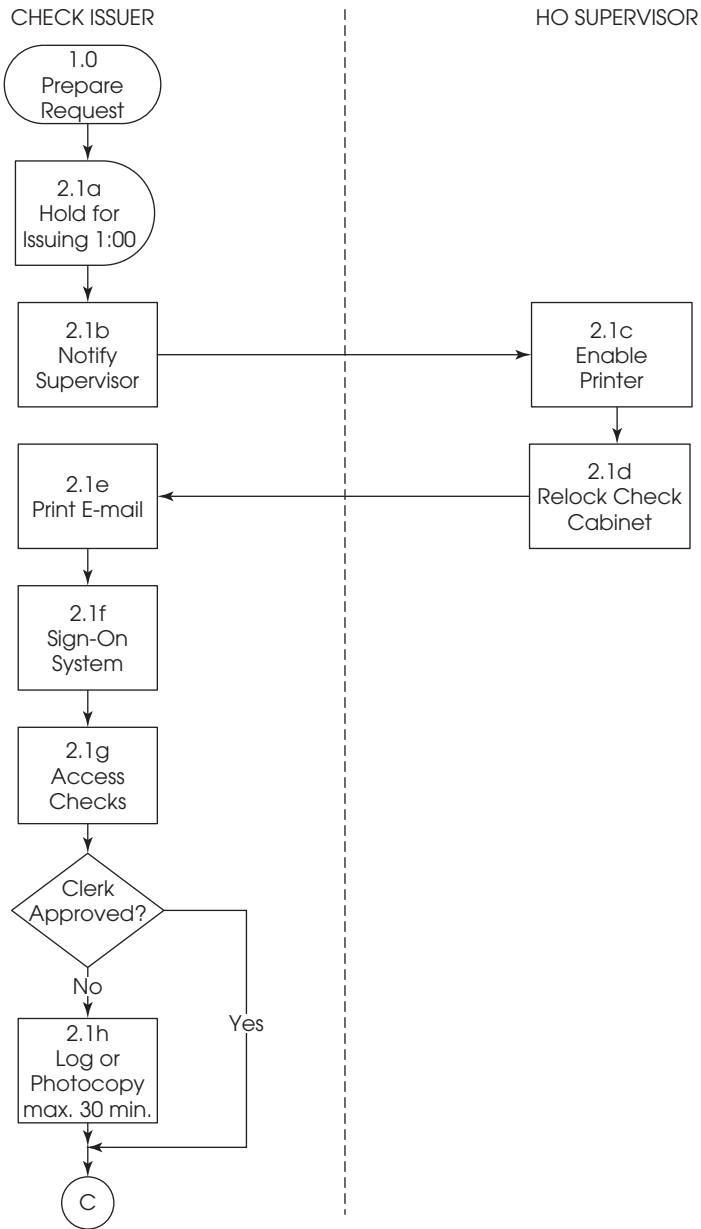 CHECK ISSUER
HO SUPERVISOR
1.0
Prepare
Request
2.1a
Hold for
Issuing 1:00
2.1b
Notify
Supervisor
2.1c
Enable
Printer
2.1d
Relock Check
Cabinet
2.1e
Print E-mail
2.1f
Sign-On
System
2.1g
Access
Checks
Clerk
Approved?
No
Yes
2.1h
Log or
Photocopy
max. 30 min.
C